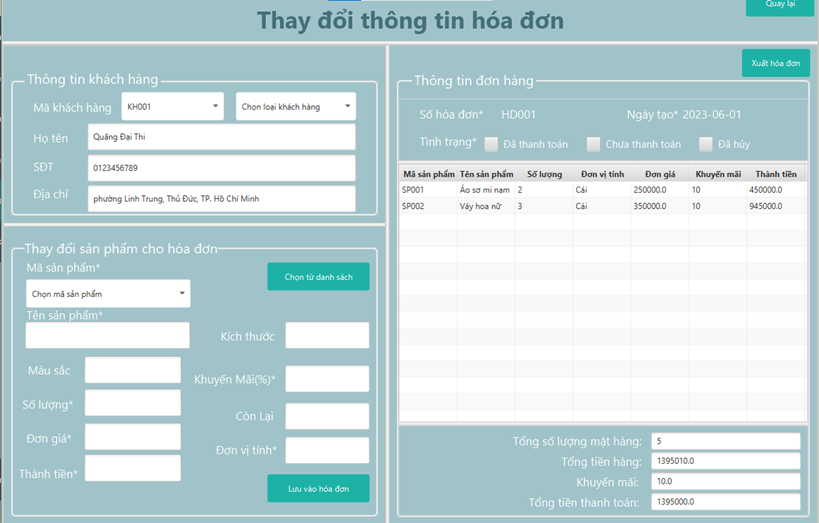 Quay lại
Thay đổi thông tin hóa đơn
Xuất hóa đơn
Thông tin khách hàng
Mã khách hàng KH001 Chọn loại khách hàng
Họ tên Quãng Đại Thi
SĐT 0123456789
Địa chỉ phường Linh Trung, Thủ Đức, TP. Hồ Chí Minh
Thay đổi sản phẩm cho hóa đơn
Mã sản phẩm*
Chọn từ danh sách
Chọn mã sản phẩm
Tên sản phẩm*
Kích thước
Màu sắc
Khuyến Mãi(%)*
Số lượng*
Còn Lại
Đơn giá*
Đơn vị tính*
Thành tiền*
Lưu vào hóa đơn
Thông tin đơn hàng
Số hóa đơn* HD001 Ngày tạo* 2023-06-01
Tình trạng* Đã thanh toán Chưa thanh toán Đã hủy
Mã sản phẩm Tên sản phẩm Số lượng Đơn vị tính Đơn giá Khuyến mãi Thành tiền
SP001 Áo sơ mi nam 2 Cái 250000.0 10 450000.0
SP002 Váy hoa nữ 3 Cái 350000.0 10 945000.0
Tổng số lượng mặt hàng: 5
Tổng tiền hàng: 1395010.0
Khuyến mãi: 10.0
Tổng tiền thanh toán: 1395000.0